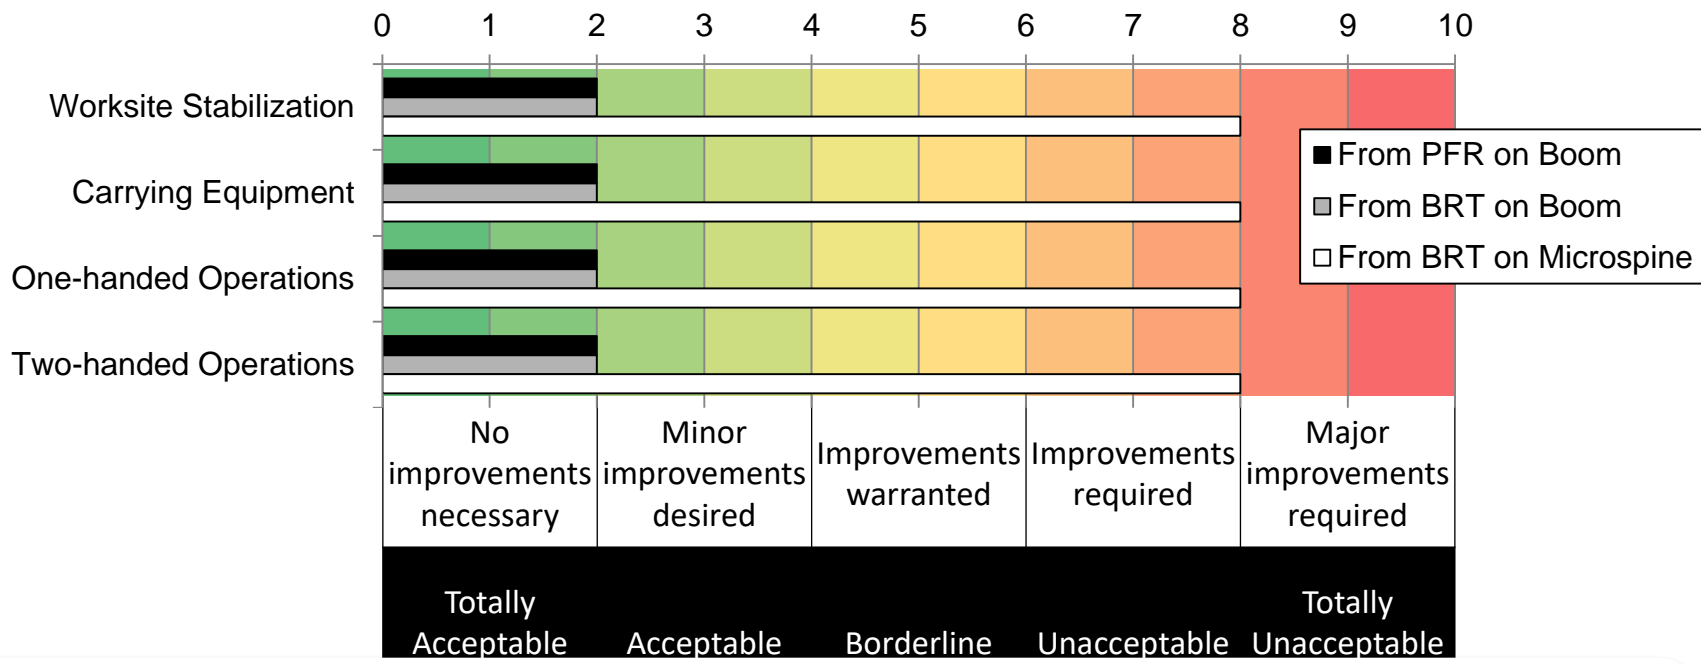 0 1 2 3 4 5 6 7 8 9 10
Worksite Stabilization
Carrying Equipment
One-handed Operations
Two-handed Operations
From PFR on Boom
From BRT on Boom
From BRT on Microspine
No
improvements
necessary
Minor
improvements
desired
Improvements
warranted
Improvements
required
Major
improvements
required
Totally
Acceptable
Acceptable
Borderline
Unacceptable
Totally
Unacceptable